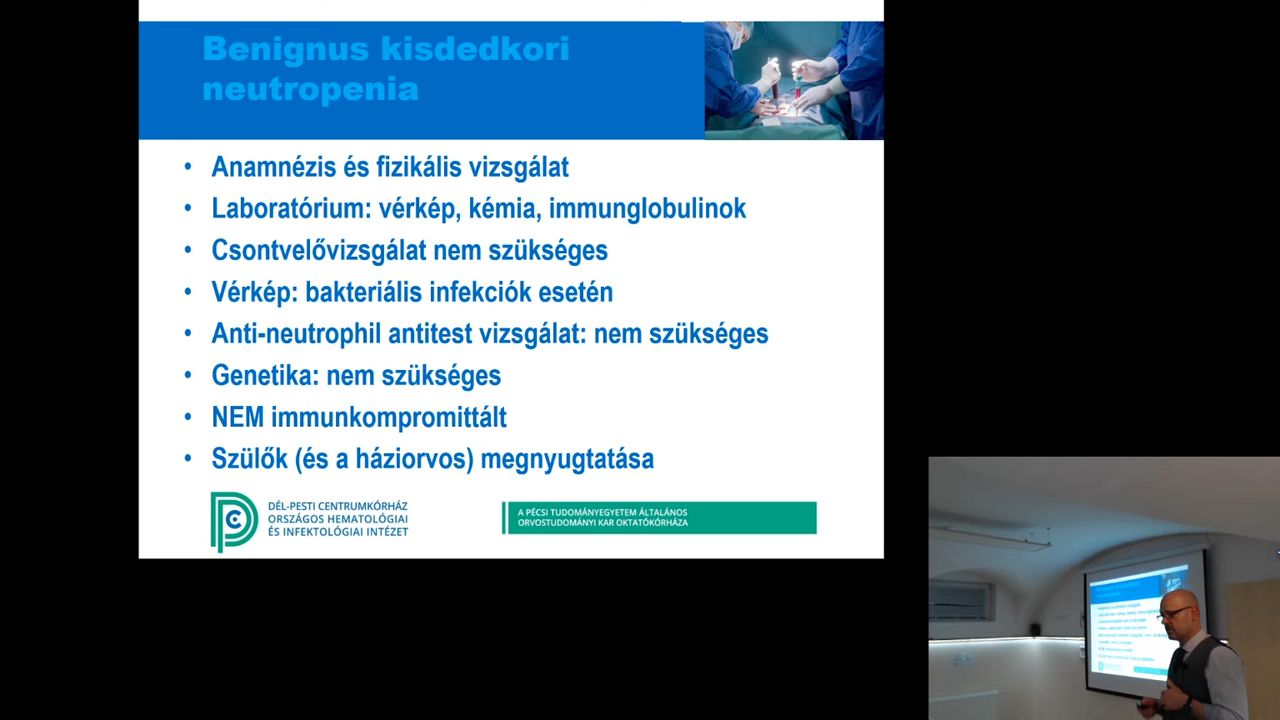 Benignus kisdedkori
neutropenia
• Anamnézis és fizikális vizsgálat
• Laboratórium: vérkép, kémia, immunglobulinok
• Csontvelővizsgálat nem szükséges
• Vérkép: bakteriális infekciók esetén
• Anti-neutrophil antitest vizsgálat: nem szükséges
• Genetika: nem szükséges
• NEM immunkompromittált
• Szülők (és a háziorvos) megnyugtatása
DÉL-PESTI CENTRUMKÓRHÁZ
ORSZÁGOS HEMATOLÓGIAI
ÉS INFEKTOLÓGIAI INTÉZET
A PÉCSI TUDOMÁNYEGYETEM ÁLTALÁNOS
ORVOSTUDOMÁNYI KAR OKTATÓKÓRHÁZA